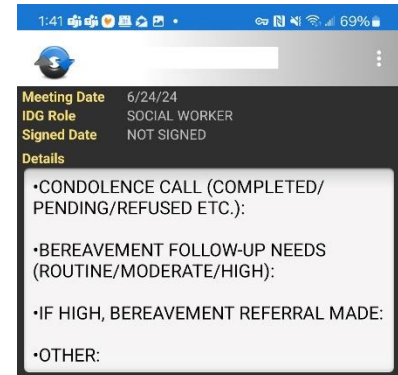 1:41
69%
Meeting Date 6/24/24
IDG Role SOCIAL WORKER
Signed Date NOT SIGNED
Details
•CONDOLENCE CALL (COMPLETED/
PENDING/REFUSED ETC.):
•BEREAVEMENT FOLLOW-UP NEEDS
(ROUTINE/MODERATE/HIGH):
•IF HIGH, BEREAVEMENT REFERRAL MADE:
•OTHER: